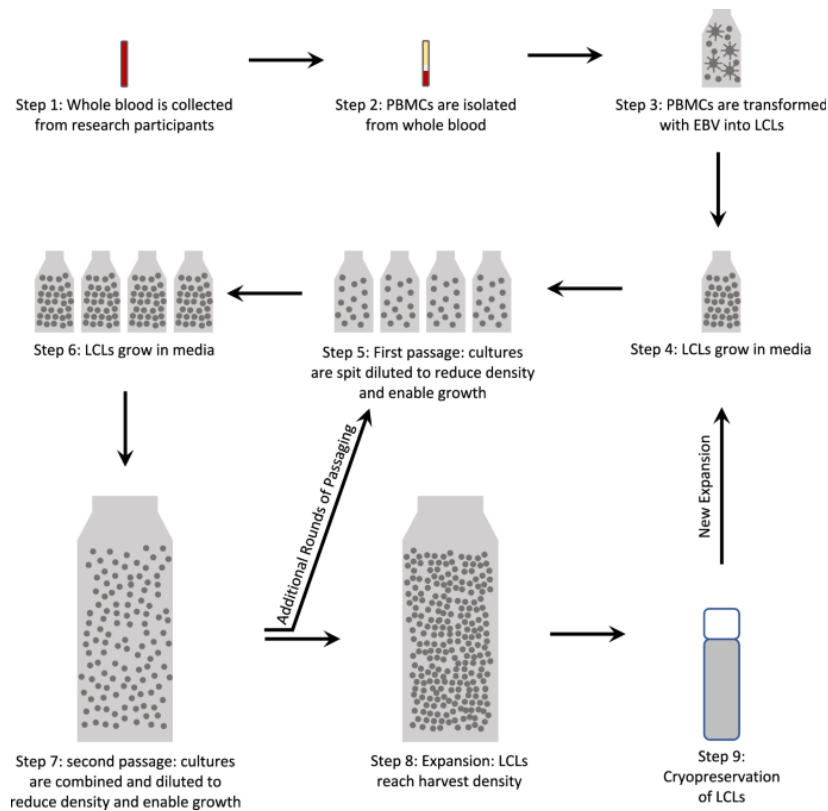 Step 1: Whole blood is collected
from research participants
Step 2: PBMCs are isolated
from whole blood
Step 3: PBMCs are transformed
with EBV into LCLs
Step 4: LCLs grow in media
Step 5: First passage: cultures
are spit diluted to reduce density
and enable growth
Step 6: LCLs grow in media
Step 7: second passage: cultures
are combined and diluted to
reduce density and enable growth
Additional Rounds of Passaging
Step 8: Expansion: LCLs
reach harvest density
Step 9:
Cryopreservation
of LCLs
New Expansion